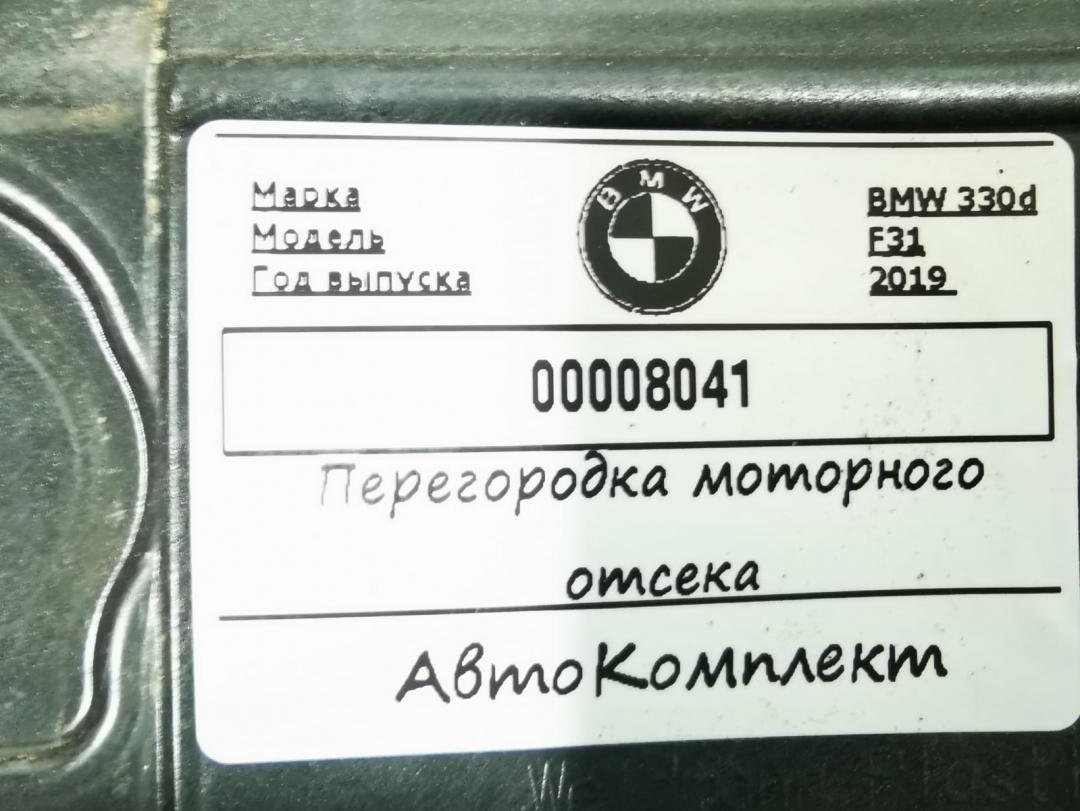 Марка
BMW 330d
Модель
F31
Год выпуска
2019
BMW
00008041
Перегородка моторного
отсека
АвтоКомплект